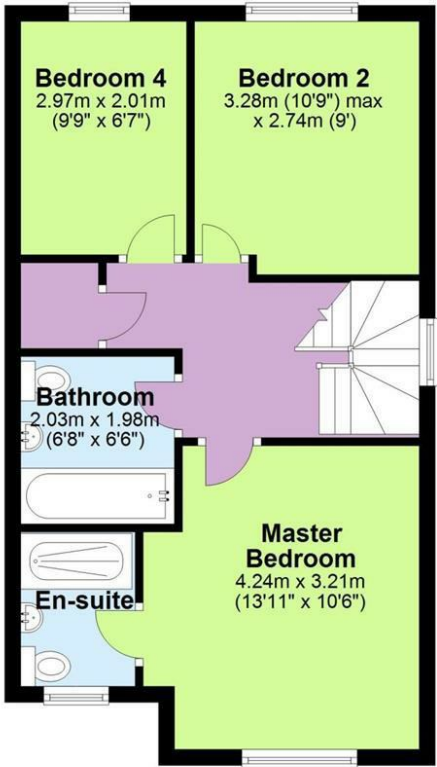 Bedroom 4
2.97m x 2.01m
(9'9" x 6'7")
Bedroom 2
3.28m (10'9") max
x 2.74m (9')
Bathroom
2.03m x 1.98m
(6'8" x 6'6")
Master
Bedroom
4.24m x 3.21m
(13'11" x 10'6")
En-suite